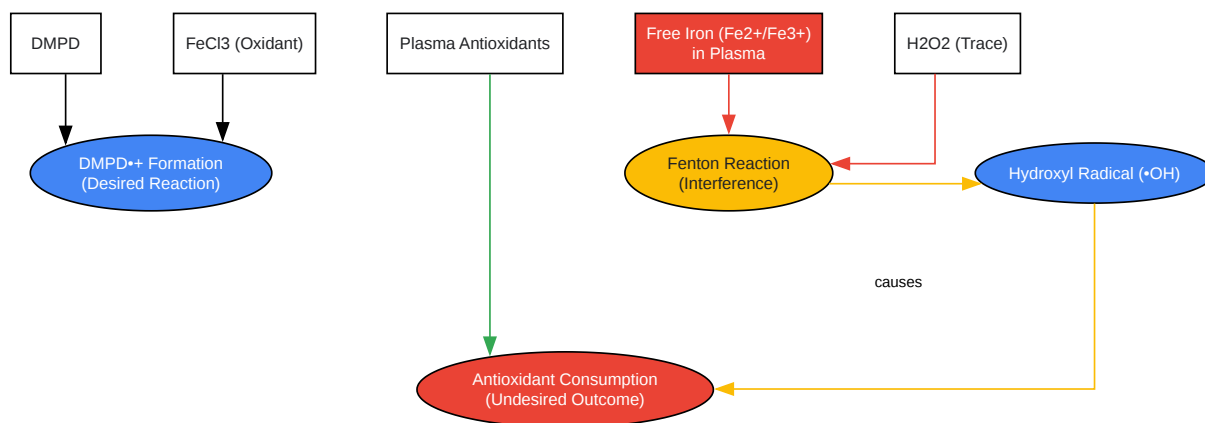 DMPD
FeCl3 (Oxidant)
Plasma Antioxidants
Free Iron (Fe2+/Fe3+)
in Plasma
H2O2 (Trace)
DMPD•+ Formation
(Desired Reaction)
Fenton Reaction
(Interference)
Hydroxyl Radical (•OH)
causes
Antioxidant Consumption
(Undesired Outcome)